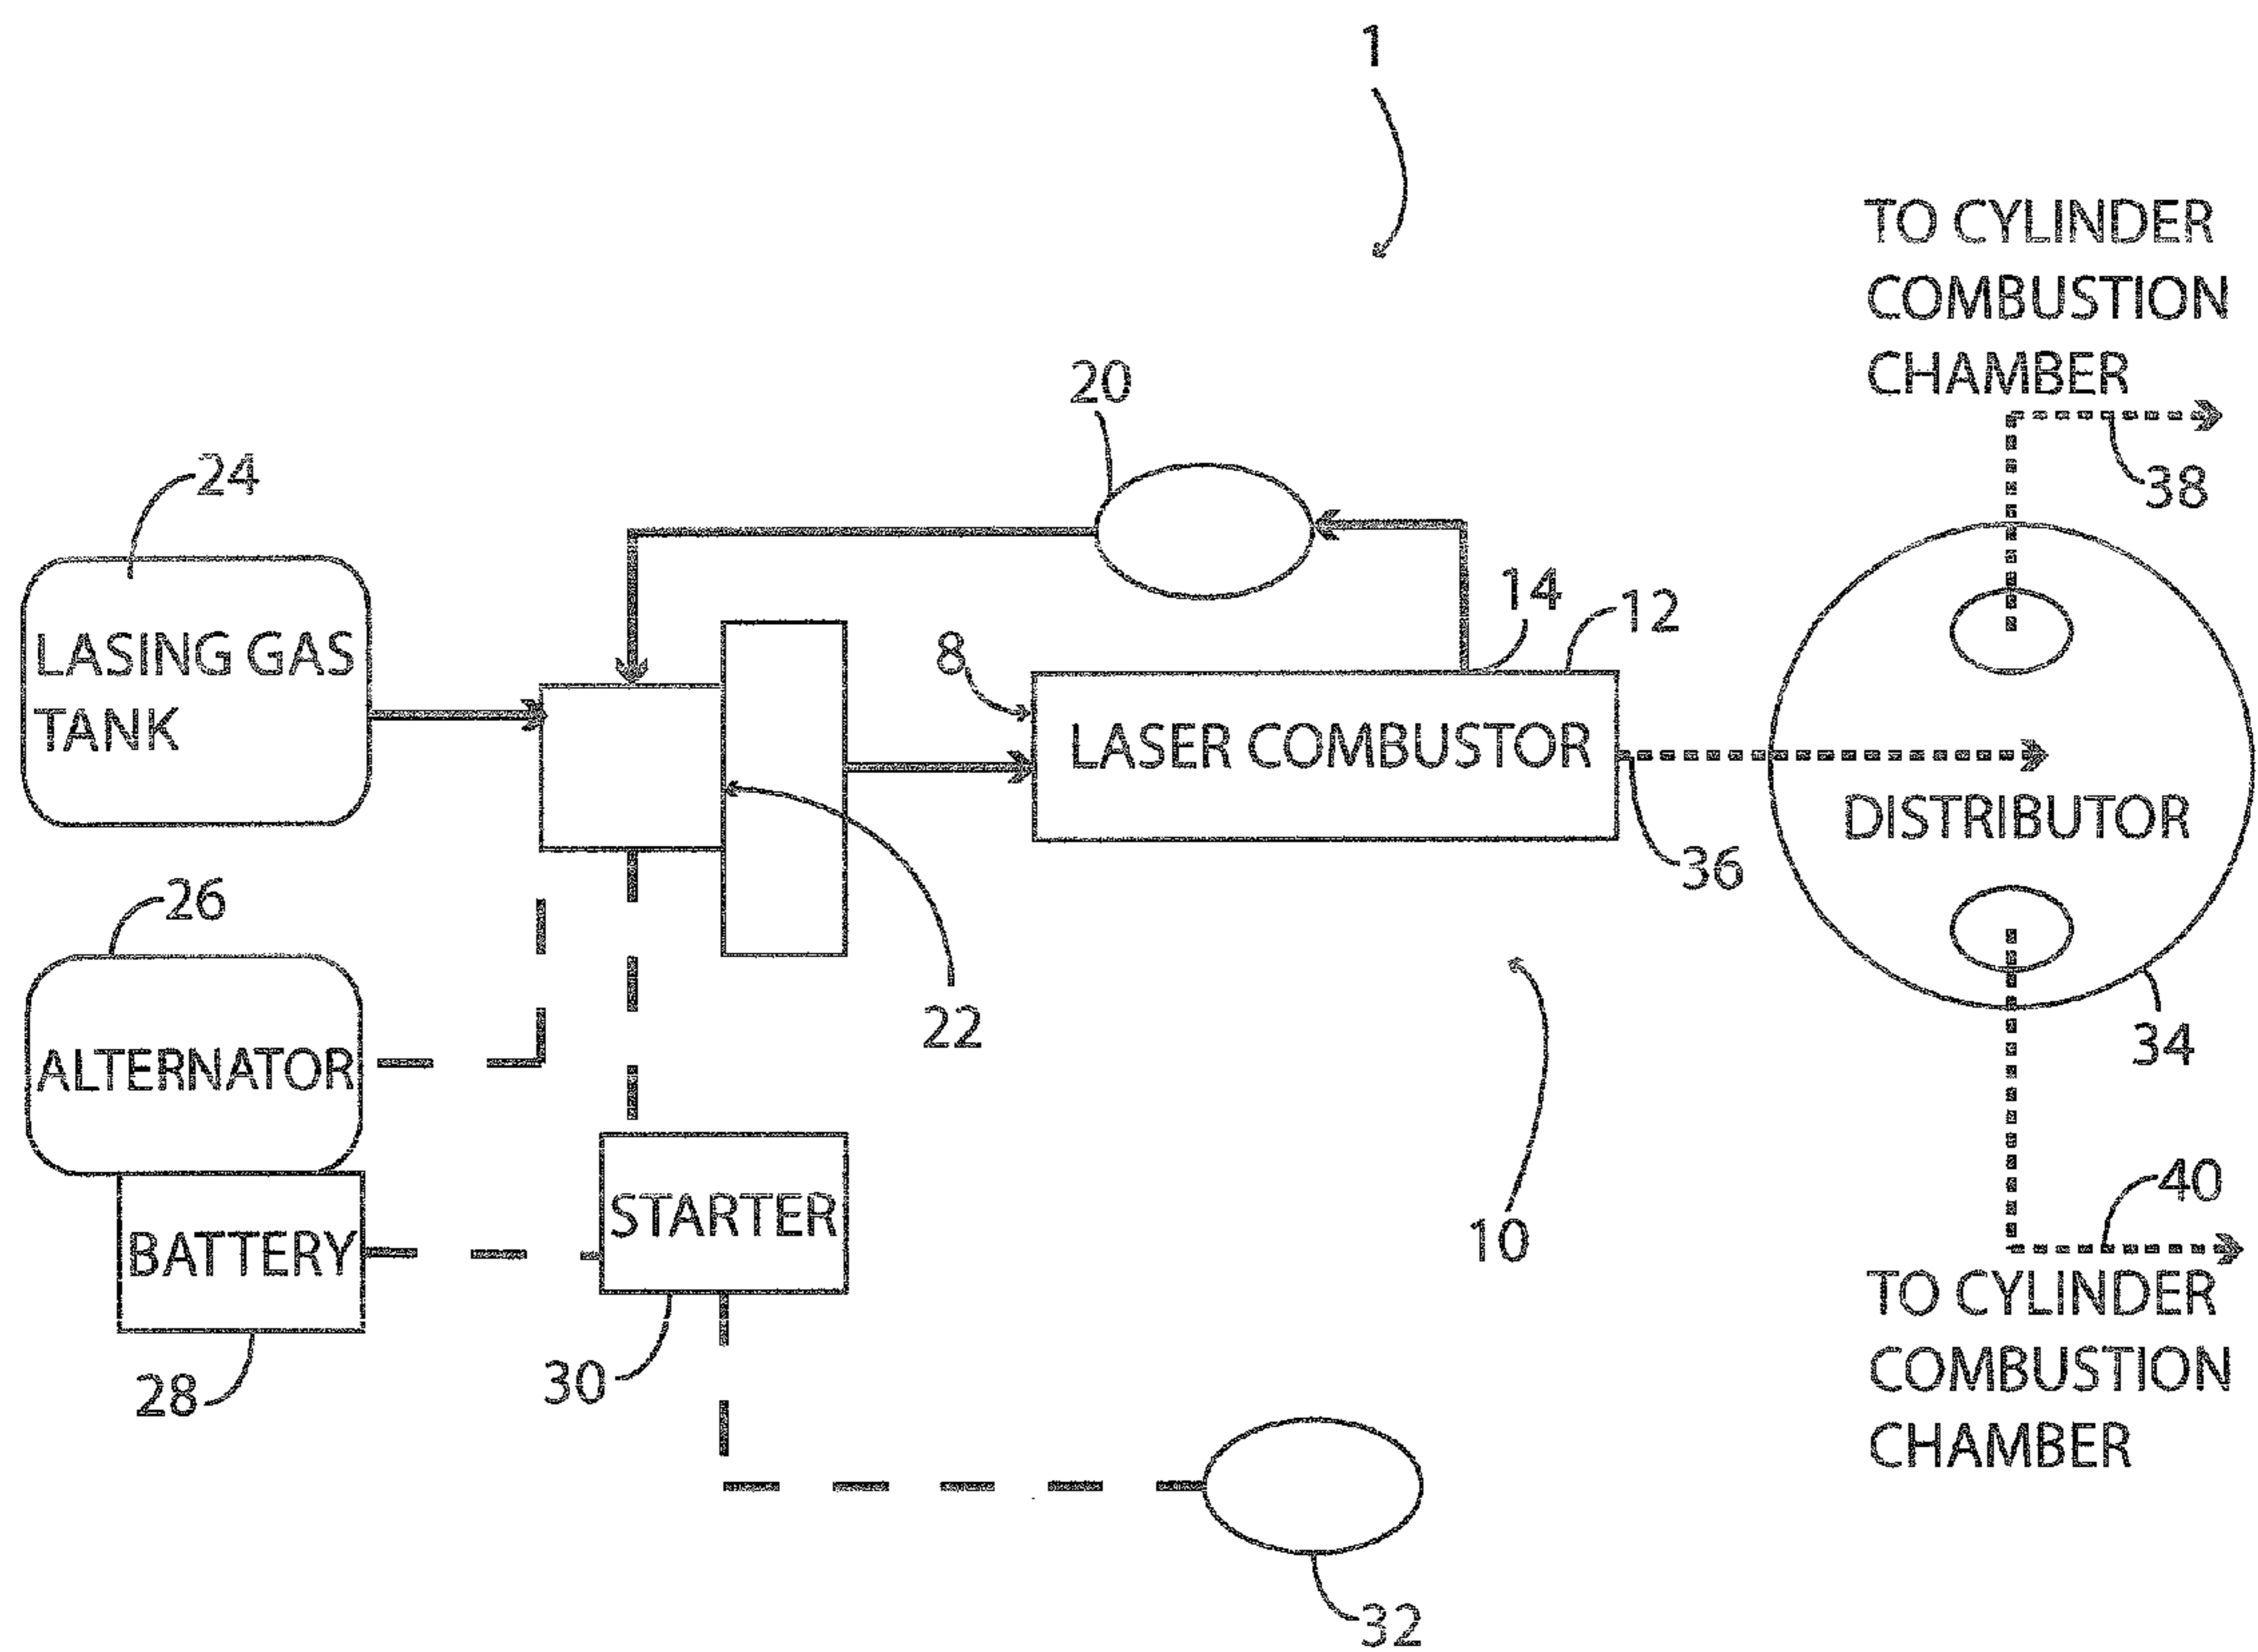 1
TO CYLINDER
COMBUSTION
CHAMBER
20
38
24
14
12
8
LASING GAS
TANK
LASER COMBUSTOR
DISTRIBUTOR
36
26
22
34
ALTERNATOR
10
STARTER
40
BATTERY
TO CYLINDER
COMBUSTION
CHAMBER
30
28
32